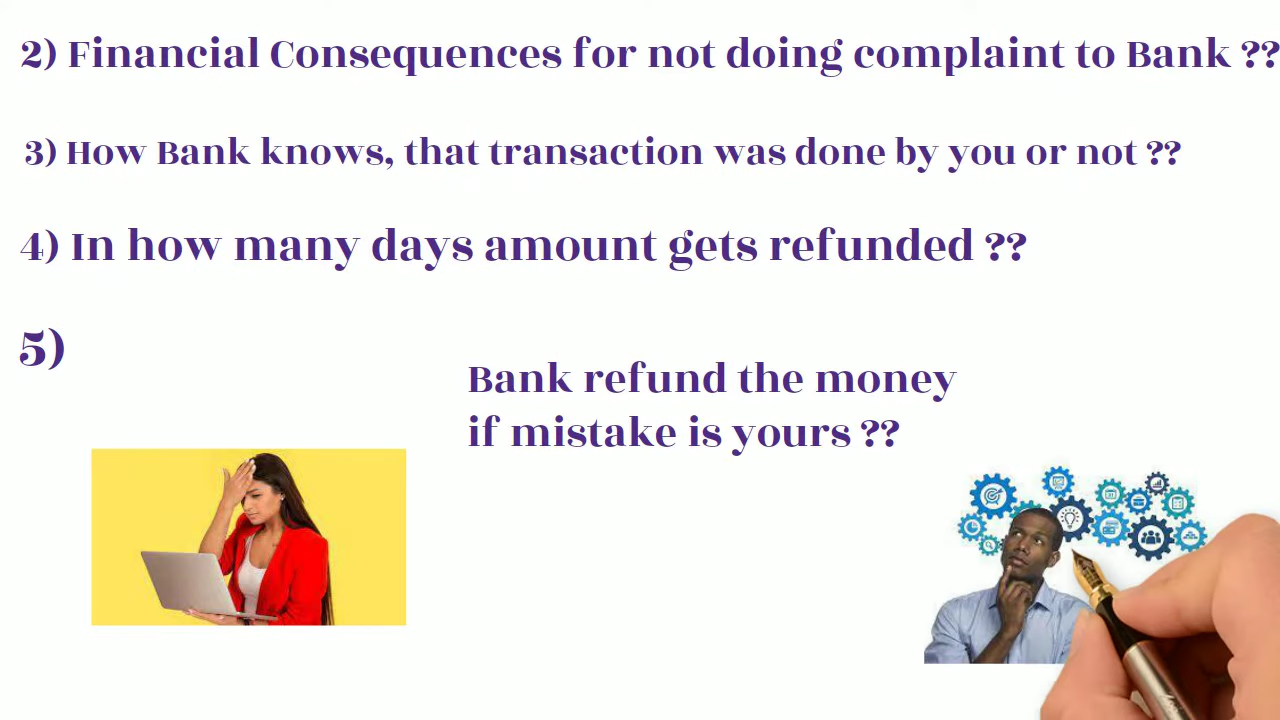 2) Financial Consequences for not doing complaint to Bank ??
3) How Bank knows, that transaction was done by you or not ??
4) In how many days amount gets refunded ??
5)
Bank refund the money
if mistake is yours ??